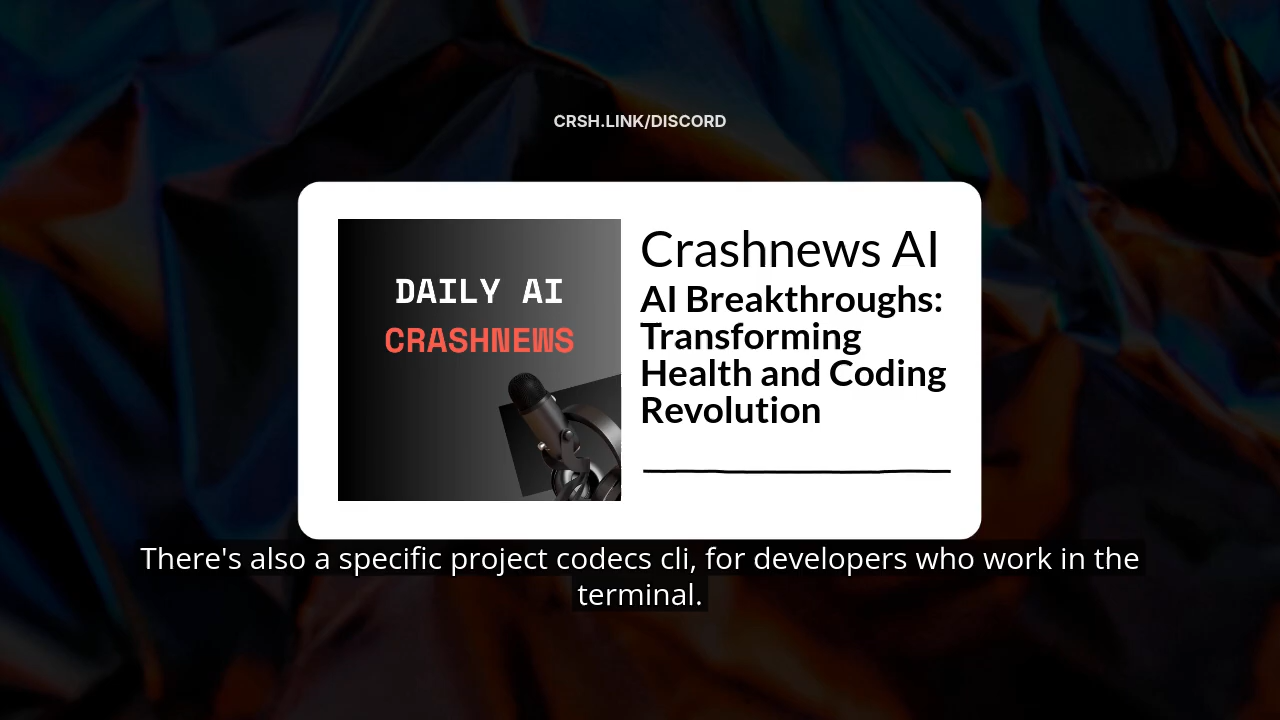 CRSH.LINK/DISCORD
DAILY AI
CRASHNEWS
Crashnews AI
AI Breakthroughs:
Transforming
Health and Coding
Revolution
There's also a specific project codecs cli, for developers who work in the
terminal.